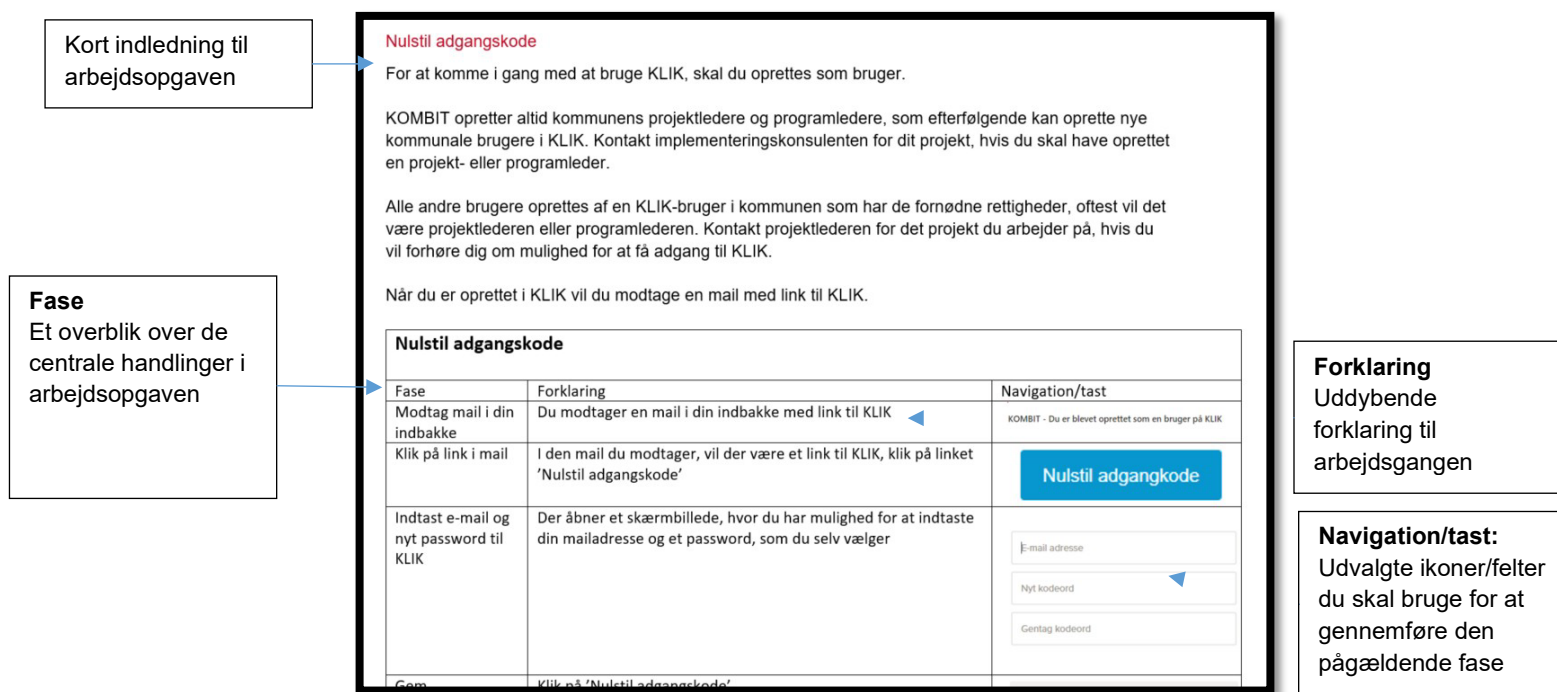 Kort indledning til
arbejdsopgaven
Nulstil adgangskode
For at komme i gang med at bruge KLIK, skal du oprettes som bruger.
KOMBIT opretter altid kommunens projektledere og programledere, som efterfølgende kan oprette nye
kommunale brugere i KLIK. Kontakt implementeringskonsulenten for dit projekt, hvis du skal have oprettet
en projekt- eller programleder.
Alle andre brugere oprettes af en KLIK-bruger i kommunen som har de fornødne rettigheder, oftest vil det
være projektlederen eller programlederen. Kontakt projektlederen for det projekt du arbejder på, hvis du
vil forhøre dig om mulighed for at få adgang til KLIK.
Når du er oprettet i KLIK vil du modtage en mail med link til KLIK.
Fase
Et overblik over de
centrale handlinger i
arbejdsopgaven
Nulstil adgangskode
Fase Forklaring Navigation/tast
Modtag mail i din Du modtager en mail i din indbakke med link til KLIK KOMBIT - Du er blevet oprettet som en bruger på KLIK
indbakke
Klik på link i mail I den mail du modtager, vil der være et link til KLIK, klik på linket
'Nulstil adgangskode' Nulstil adgangkode
Indtast e-mail og Der åbner et skærmbillede, hvor du har mulighed for at indtaste
nyt password til din mailadresse og et password, som du selv vælger
KLIK
E-mail adresse
Nyt kodeord
Gentag kodeord
Gem Klik på 'Nulstil adgangskode'
Forklaring
Uddybende
forklaring til
arbejdsgangen
Navigation/tast:
Udvalgte ikoner/felter
du skal bruge for at
gennemføre den
pågældende fase